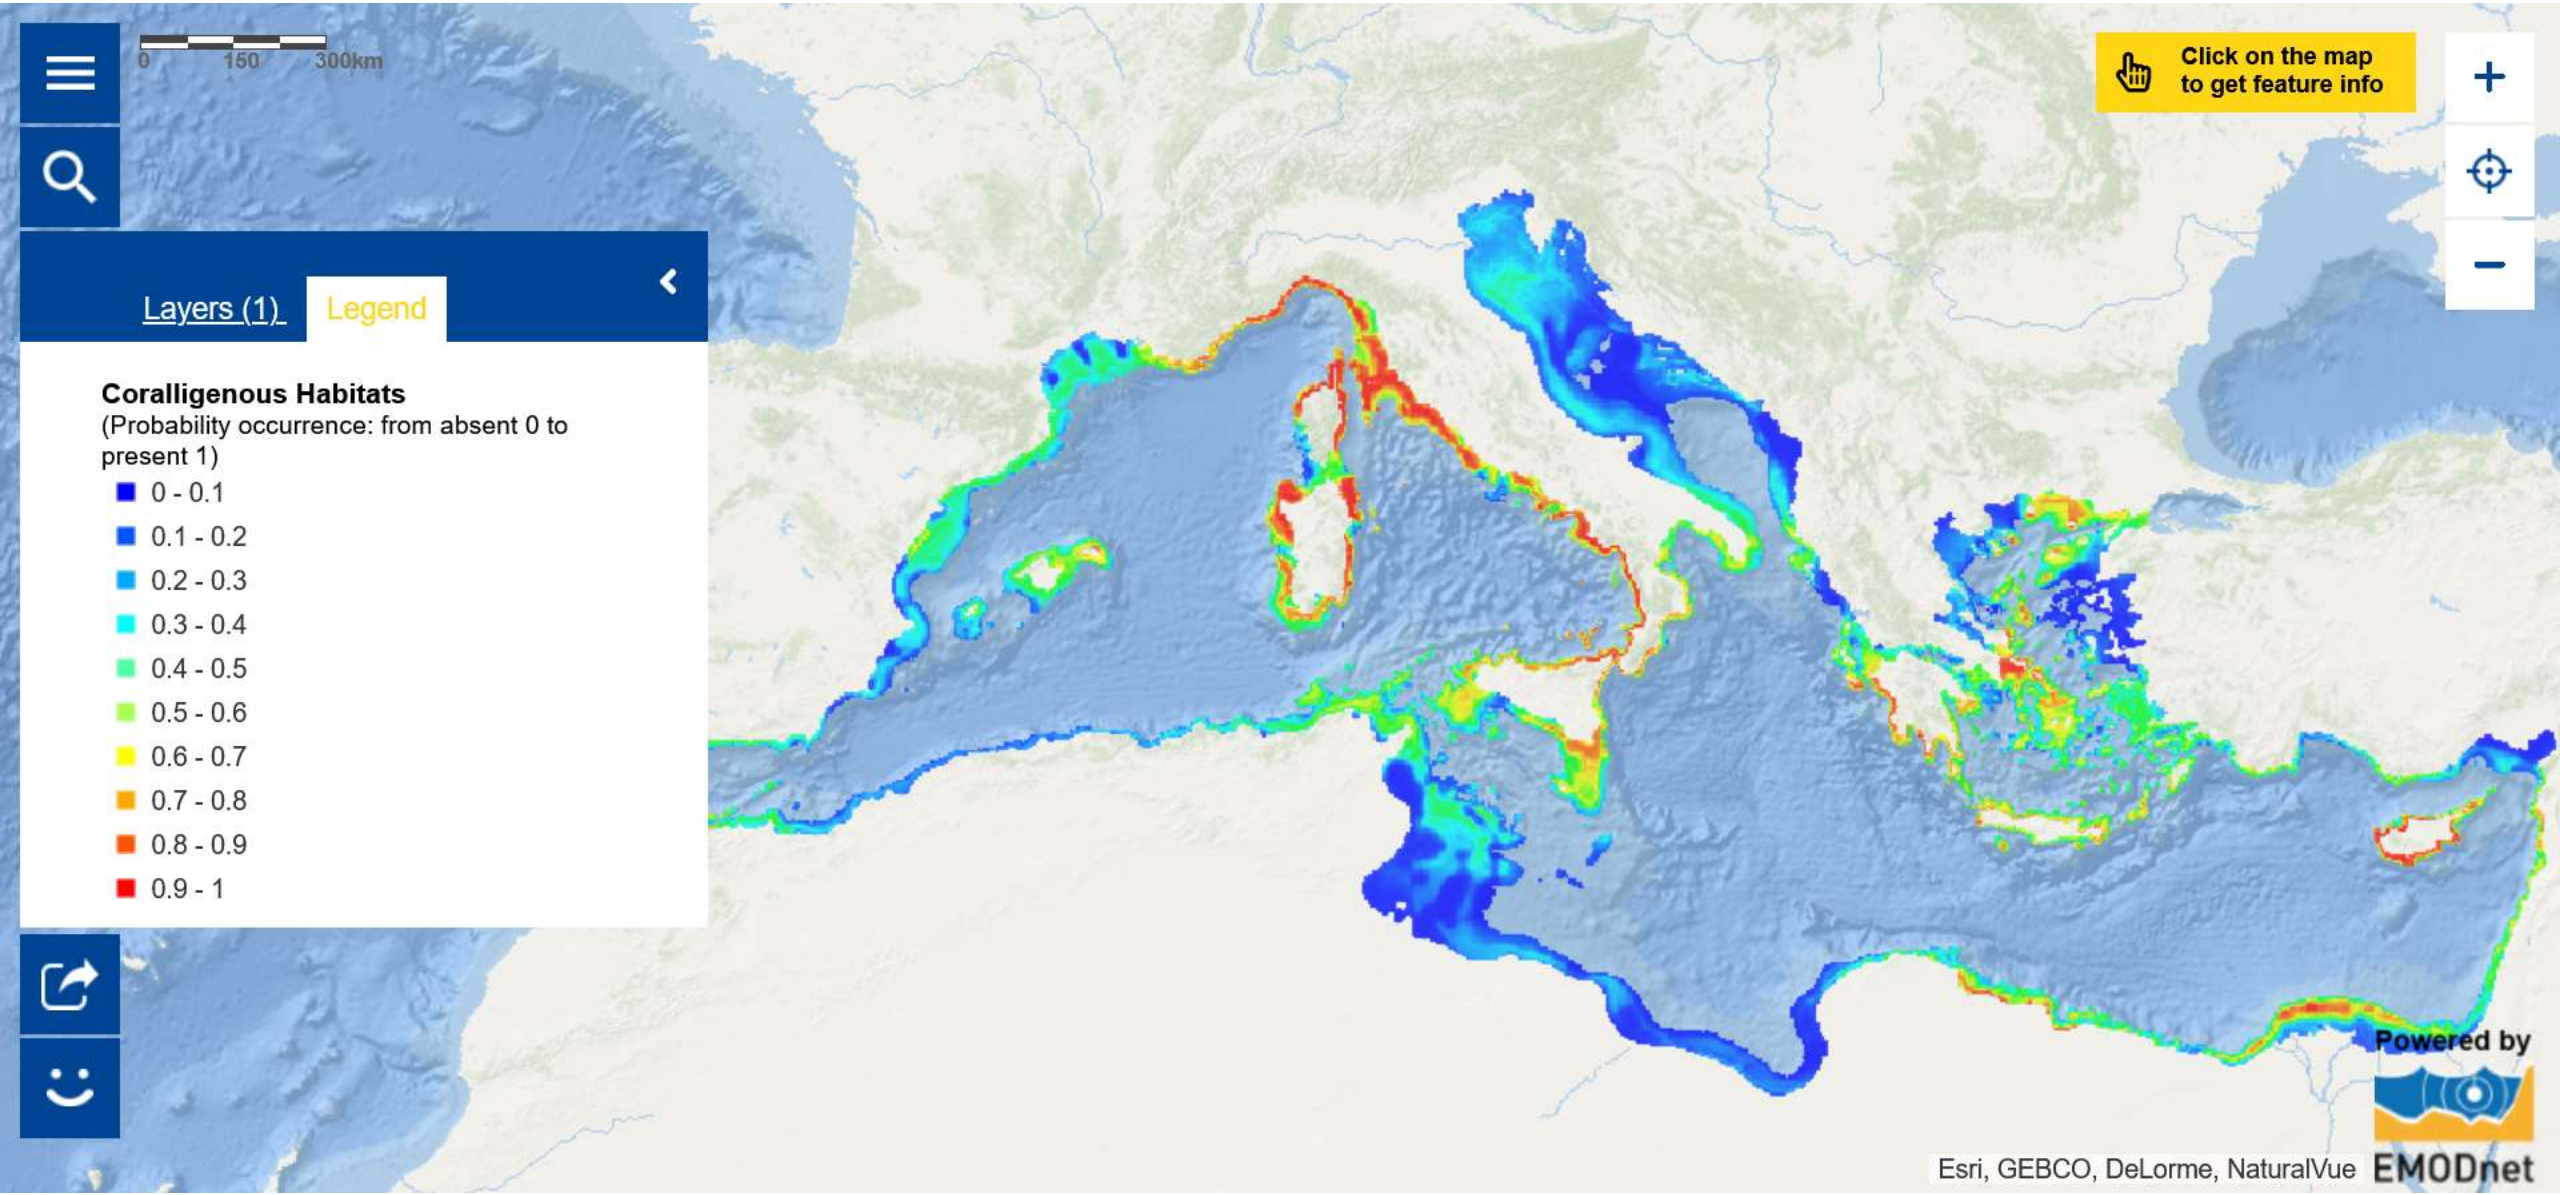 0 150 300km
Click on the map
to get feature info
Layers (1)
Legend
Coralligenous Habitats
(Probability occurrence: from absent 0 to
present 1)
0 - 0.1
0.1 - 0.2
0.2 - 0.3
0.3 - 0.4
0.4 - 0.5
0.5 - 0.6
0.6 - 0.7
0.7 - 0.8
0.8 - 0.9
0.9 - 1
Powered by
EMODnet
Esri, GEBCO, DeLorme, NaturalVue